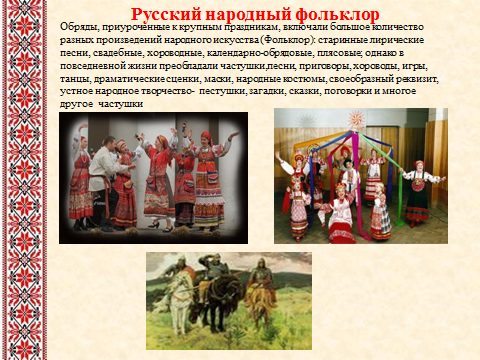 Русский народный фольклор
Обряды, приурочённые к крупным праздникам, включали большое количество
разных произведений народного искусства (Фольклор): старинные лирические
песни, свадебные, хороводные, календарно-обрядовые, плясовые; однако в
повседневной жизни преобладали частушки,песни, приговоры, хороводы, игры,
танцы, драматические сценки, маски, народные костюмы, своеобразный реквизит,
устное народное творчество- пестушки, загадки, сказки, поговорки и многое
другое частушки